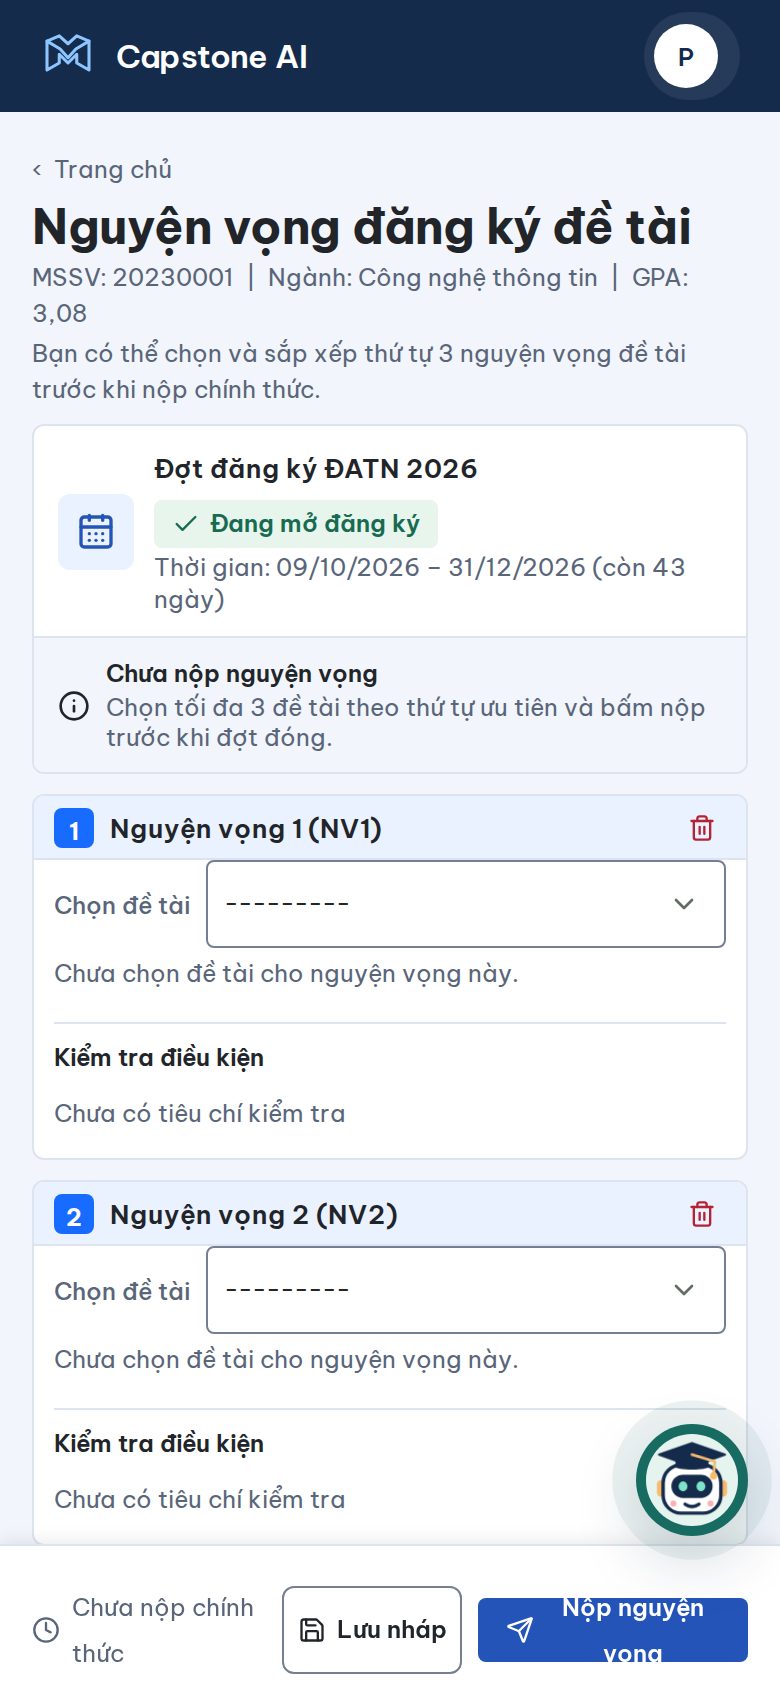 Capstone AI
P
‹ Trang chủ
Nguyện vọng đăng ký đề tài
MSSV: 20230001 | Ngành: Công nghệ thông tin | GPA:
3,08
Bạn có thể chọn và sắp xếp thứ tự 3 nguyện vọng đề tài
trước khi nộp chính thức.
Đợt đăng ký ĐATN 2026
Đang mở đăng ký
Thời gian: 09/10/2026 – 31/12/2026 (còn 43
ngày)
Chưa nộp nguyện vọng
Chọn tối đa 3 đề tài theo thứ tự ưu tiên và bấm nộp
trước khi đợt đóng.
1 Nguyện vọng 1 (NV1)
Chọn đề tài ---------
Chưa chọn đề tài cho nguyện vọng này.
Kiểm tra điều kiện
Chưa có tiêu chí kiểm tra
2 Nguyện vọng 2 (NV2)
Chọn đề tài ---------
Chưa chọn đề tài cho nguyện vọng này.
Kiểm tra điều kiện
Chưa có tiêu chí kiểm tra
Chưa nộp chính
thức
Lưu nháp
Nộp nguyện
vọng